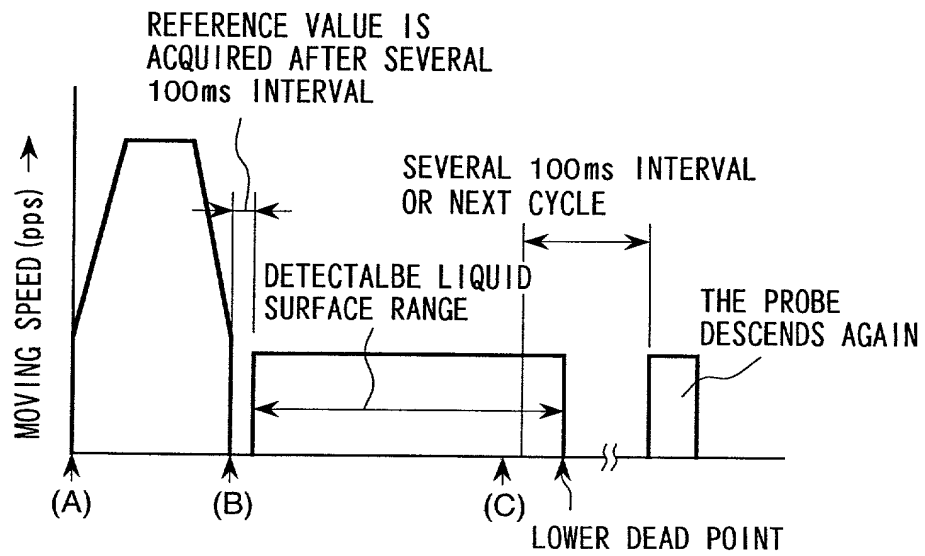 REFERENCE VALUE IS
ACQUIRED AFTER SEVERAL
100ms INTERVAL
SEVERAL 100ms INTERVAL
OR NEXT CYCLE
DETECTALBE LIQUID
SURFACE RANGE
THE PROBE
DESCENDS AGAIN
MOVING SPEED (pps)
(A)
(B)
(C)
LOWER DEAD POINT